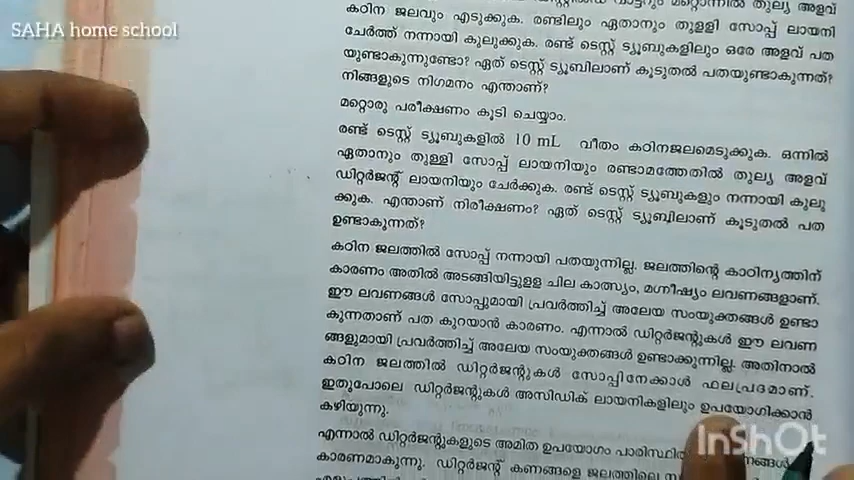 SAHA home school
മറ്റൊന്നിൽ തുല്യ അളവ്
കഠിന ജലവും എടുക്കുക. രണ്ടിലും ഏതാനും തുള്ളി സോപ്പ് ലായനി
ചേർത്ത് നന്നായി കുലുക്കുക. രണ്ട് ടെസ്റ്റ് ട്യൂബുകളിലും ഒരേ അളവ് പത
യുണ്ടാകുന്നുണ്ടോ? ഏത് ടെസ്റ്റ് ട്യൂബിലാണ് കൂടുതൽ പതയുണ്ടാകുന്നത്?
നിങ്ങളുടെ നിഗമനം എന്താണ്?
മറ്റൊരു പരീക്ഷണം കൂടി ചെയ്യാം.
രണ്ട് ടെസ്റ്റ് ട്യൂബുകളിൽ 10 mL വീതം കഠിനജലമെടുക്കുക. ഒന്നിൽ
ഏതാനും തുള്ളി സോപ്പ് ലായനിയും രണ്ടാമത്തേതിൽ തുല്യ അളവ്
ഡിറ്റർജന്റ് ലായനിയും ചേർക്കുക. രണ്ട് ടെസ്റ്റ് ട്യൂബുകളും നന്നായി കുലു
ക്കുക. എന്താണ് നിരീക്ഷണം? ഏത് ടെസ്റ്റ് ട്യൂബിലാണ് കൂടുതൽ പത
ഉണ്ടാകുന്നത്?
കഠിന ജലത്തിൽ സോപ്പ് നന്നായി പതയുന്നില്ല. ജലത്തിന്റെ കാഠിന്യത്തിന്
കാരണം അതിൽ അടങ്ങിയിട്ടുള്ള ചില കാത്സ്യം, മഗ്നീഷ്യം ലവണങ്ങളാണ്.
ഈ ലവണങ്ങൾ സോപ്പുമായി പ്രവർത്തിച്ച് അലേയ സംയുക്തങ്ങൾ ഉണ്ടാ
കുന്നതാണ് പത കുറയാൻ കാരണം. എന്നാൽ ഡിറ്റർജന്റുകൾ ഈ ലവണ
ങ്ങളുമായി പ്രവർത്തിച്ച് അലേയ സംയുക്തങ്ങൾ ഉണ്ടാക്കുന്നില്ല. അതിനാൽ
കഠിന ജലത്തിൽ ഡിറ്റർജന്റുകൾ സോപ്പിനേക്കാൾ ഫലപ്രദമാണ്.
ഇതുപോലെ ഡിറ്റർജന്റുകൾ അസിഡിക് ലായനികളിലും ഉപയോഗിക്കാൻ
കഴിയുന്നു.
എന്നാൽ ഡിറ്റർജന്റുകളുടെ അമിത ഉപയോഗം
കാരണമാകുന്നു. ഡിറ്റർജന്റ് കണങ്ങളെ ജലത്തിലെ
InShOt